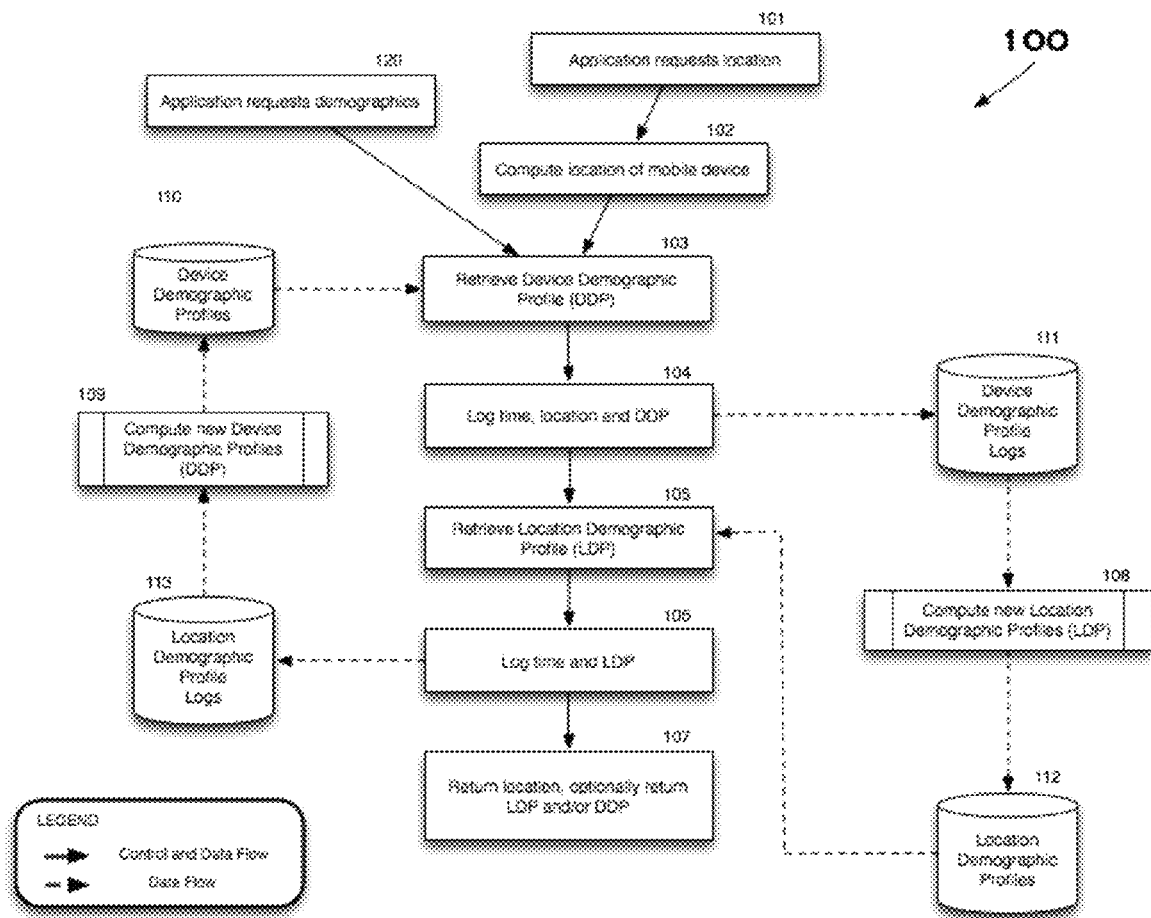 101
Application requests location
100
120
Application requests demographics
102
Compute location of mobile device
110
Device
Demographic
Profiles
103
Retrieve Device Demographic
Profile (DDP)
104
Log time, location and DDP
111
Device
Demographic
Profile
Logs
109
Compute new Device
Demographic Profiles
(DDP)
105
Retrieve Location Demographic
Profile (LDP)
113
Location
Demographic
Profile
Logs
106
Log time and LDP
108
Compute new Location
Demographic Profiles (LDP)
107
Return location, optionally return
LDP and/or DDP
112
Location
Demographic
Profiles
LEGEND
Control and Data Flow
Data Flow